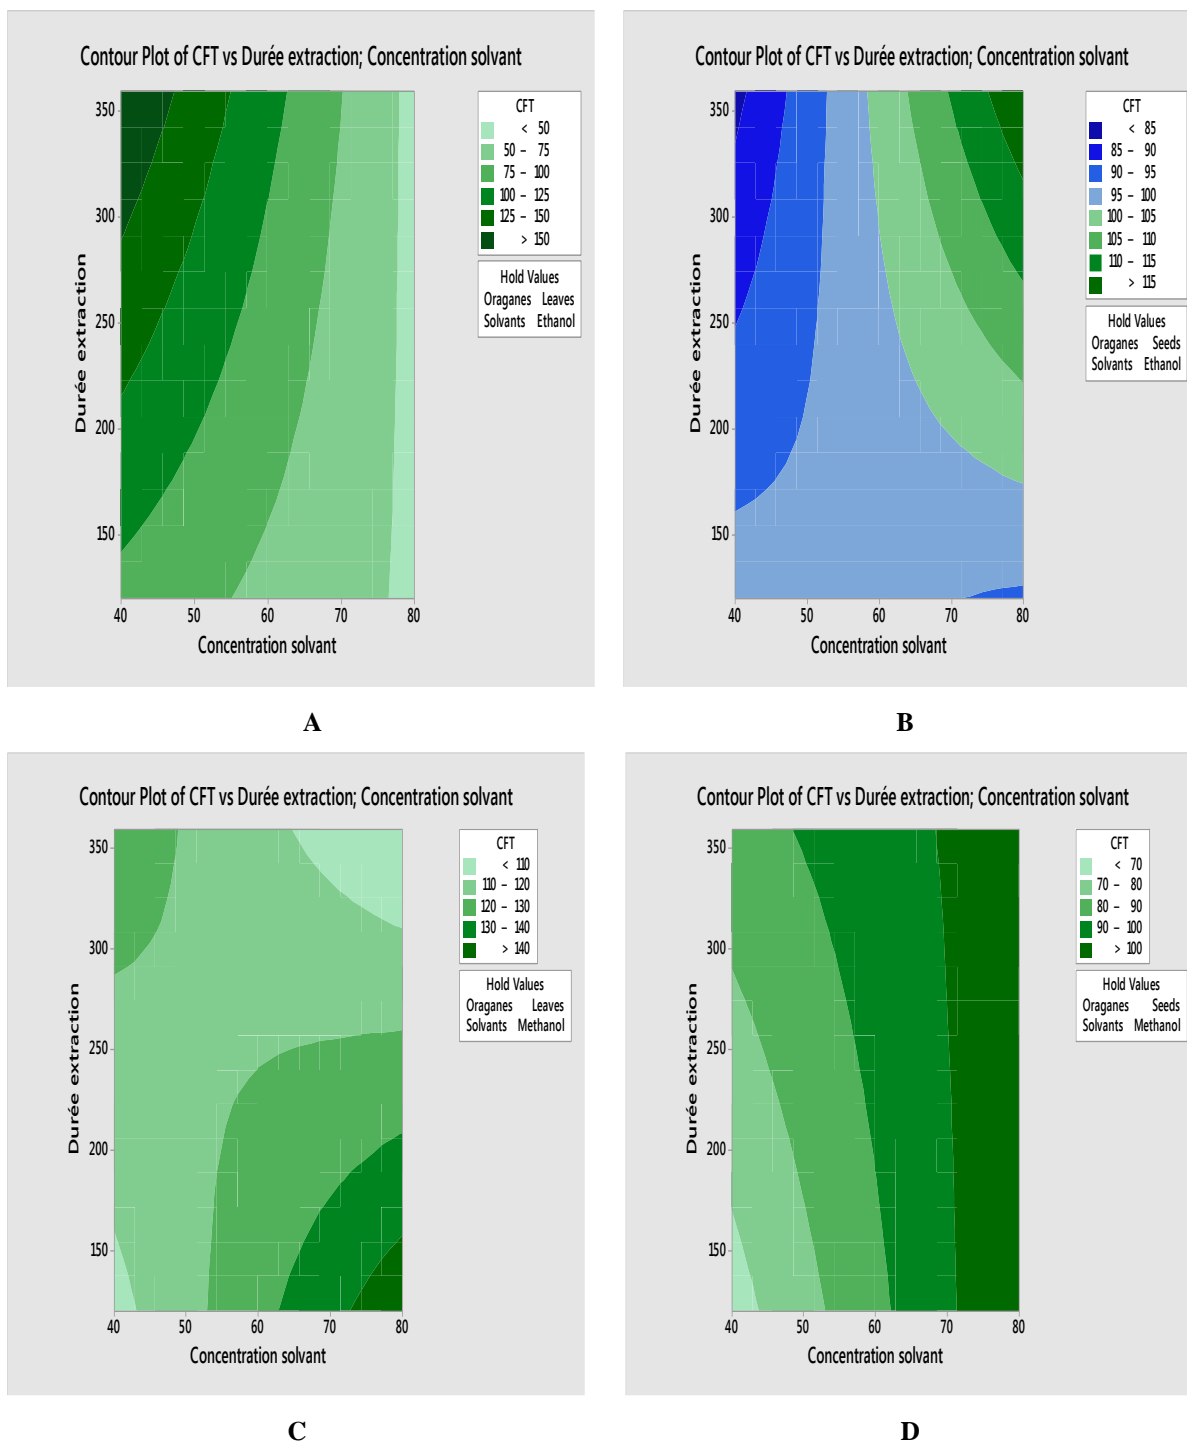 Contour Plot of CFT vs Durée extraction; Concentration solvant
350
300
250
200
150
Durée extraction
40 50 60 70 80
Concentration solvant
CFT
< 50
50 – 75
75 – 100
100 – 125
125 – 150
> 150
Hold Values
Oraganes Leaves
Solvants Ethanol
A
Contour Plot of CFT vs Durée extraction; Concentration solvant
350
300
250
200
150
Durée extraction
40 50 60 70 80
Concentration solvant
CFT
< 85
85 – 90
90 – 95
95 – 100
100 – 105
105 – 110
110 – 115
> 115
Hold Values
Oraganes Seeds
Solvants Ethanol
B
Contour Plot of CFT vs Durée extraction; Concentration solvant
350
300
250
200
150
Durée extraction
40 50 60 70 80
Concentration solvant
CFT
< 110
110 – 120
120 – 130
130 – 140
> 140
Hold Values
Oraganes Leaves
Solvants Methanol
C
Contour Plot of CFT vs Durée extraction; Concentration solvant
350
300
250
200
150
Durée extraction
40 50 60 70 80
Concentration solvant
CFT
< 70
70 – 80
80 – 90
90 – 100
> 100
Hold Values
Oraganes Seeds
Solvants Methanol
D